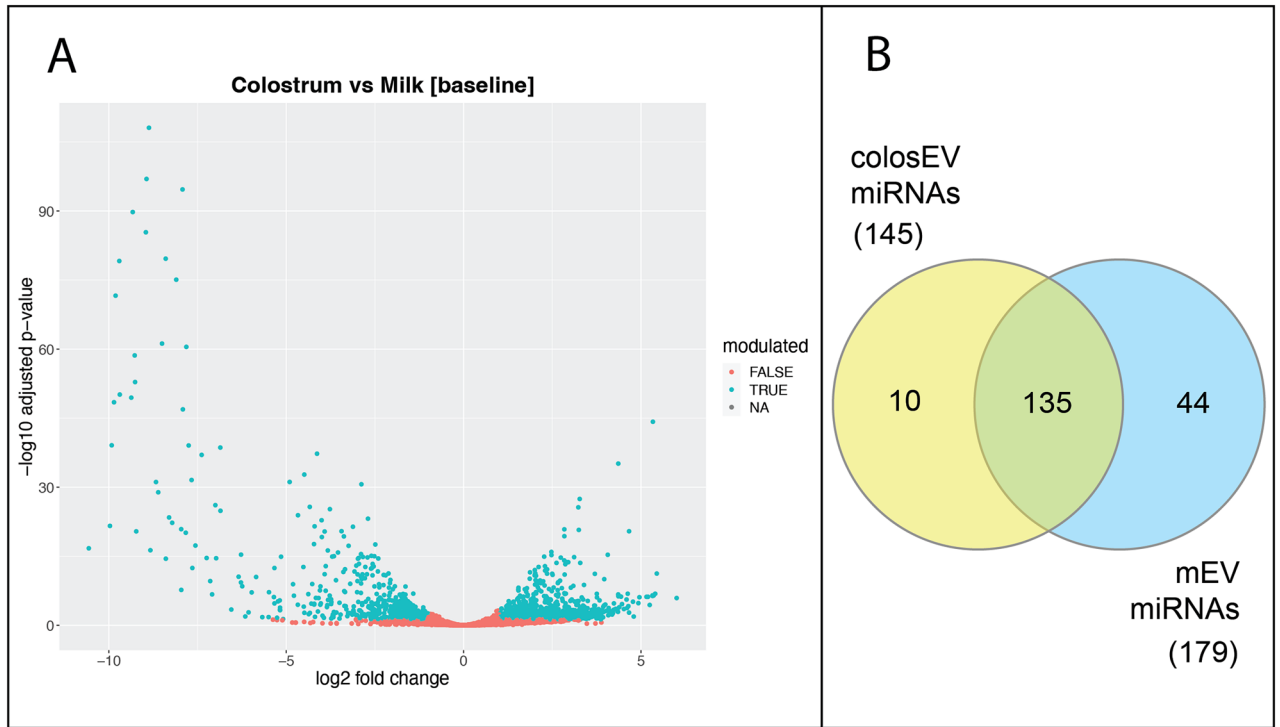 A
Colostrum vs Milk [baseline]
−log10 adjusted p−value
90
60
30
0
−10
−5
0
5
log2 fold change
modulated
FALSE
TRUE
NA
B
colosEV
miRNAs
(145)
10
135
44
mEV
miRNAs
(179)